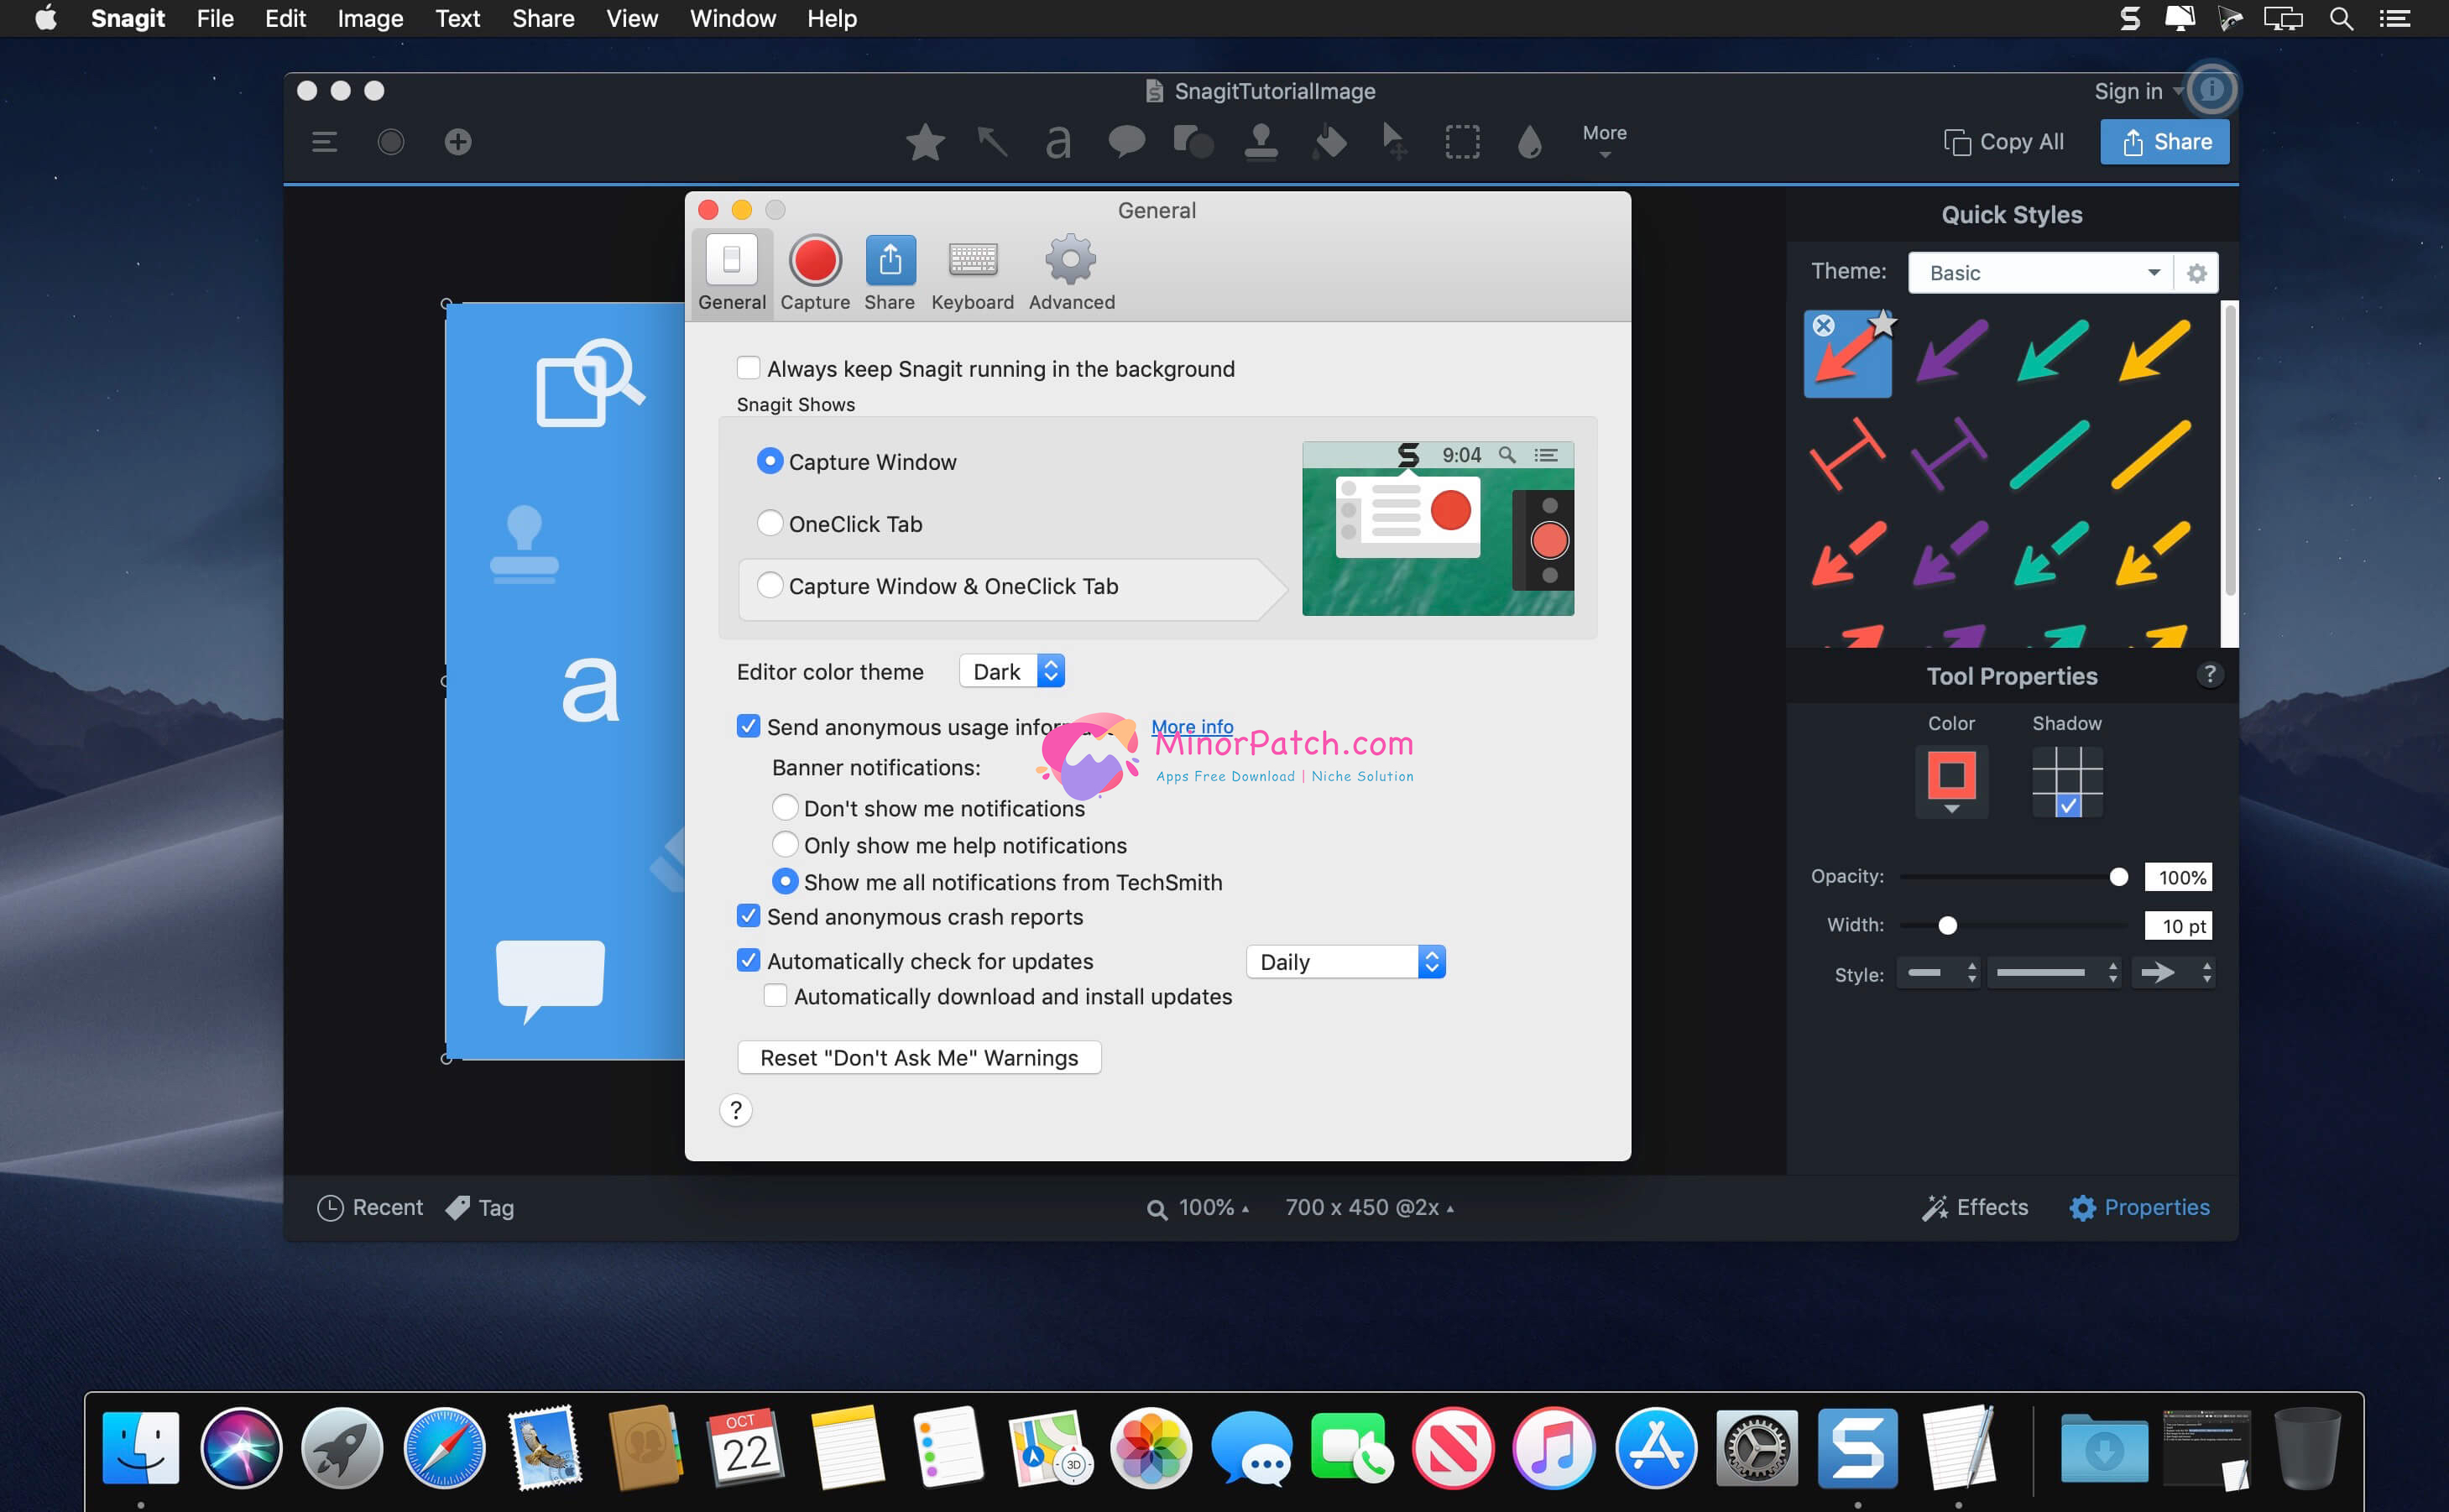 Snagit File Edit Image Text Share View Window Help
SnagitTutorialImage
Sign in
a
More
Copy All
Share
General
General Capture Share Keyboard Advanced
Quick Styles
Theme: Basic
Always keep Snagit running in the background
Snagit Shows
Capture Window
9:04
OneClick Tab
Capture Window & OneClick Tab
a
Editor color theme Dark
Tool Properties
?
Color Shadow
Send anonymous usage More info
MinorPatch.com
Apps Free Download | Niche Solution
Banner notifications:
Don't show me notifications
Only show me help notifications
Show me all notifications from TechSmith
Opacity: 100%
Send anonymous crash reports
Width: 10 pt
Automatically check for updates Daily
Style:
Automatically download and install updates
Reset "Don't Ask Me" Warnings
?
Recent Tag
100% 700 x 450 @2x
Effects Properties
OCT
22
3D